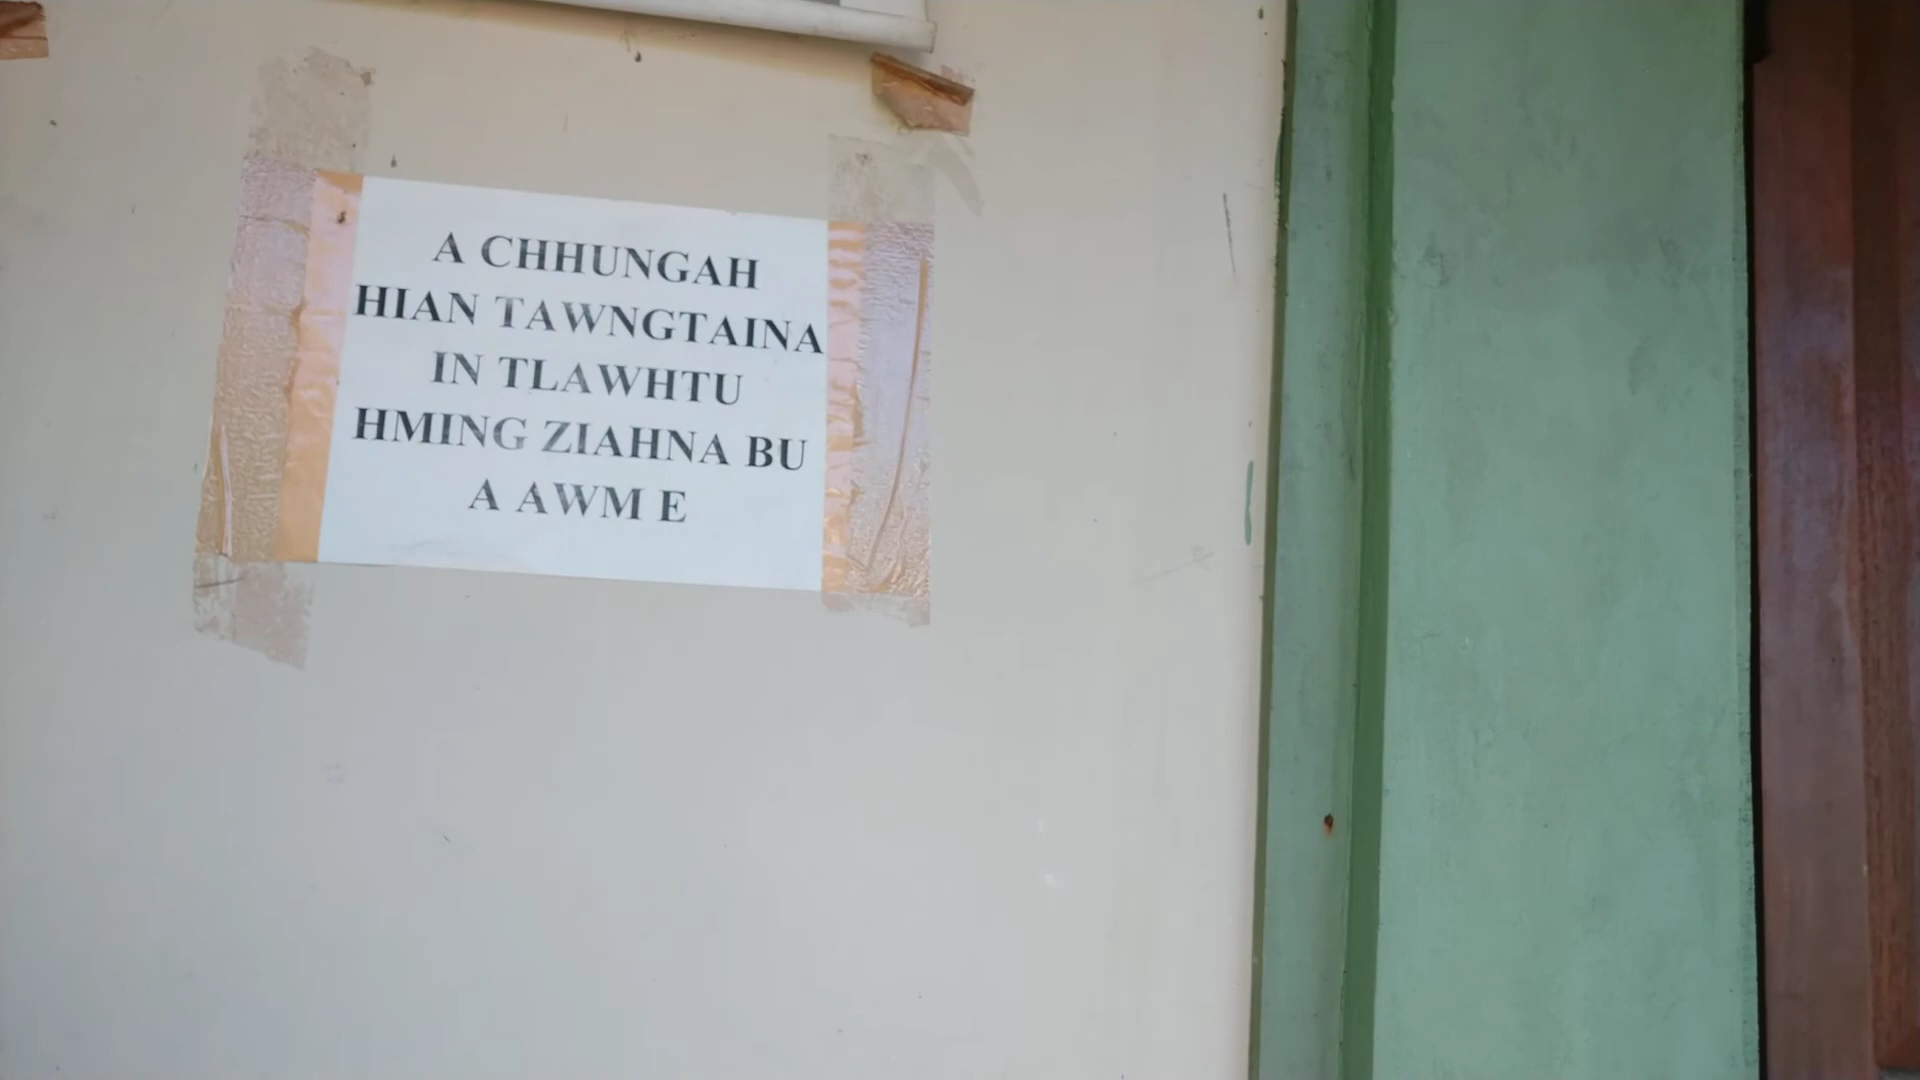 A CHHUNGAH
HIAN TAWNGTAINA
IN TLAWHTU
HMING ZIAHNA BU
A AWM E